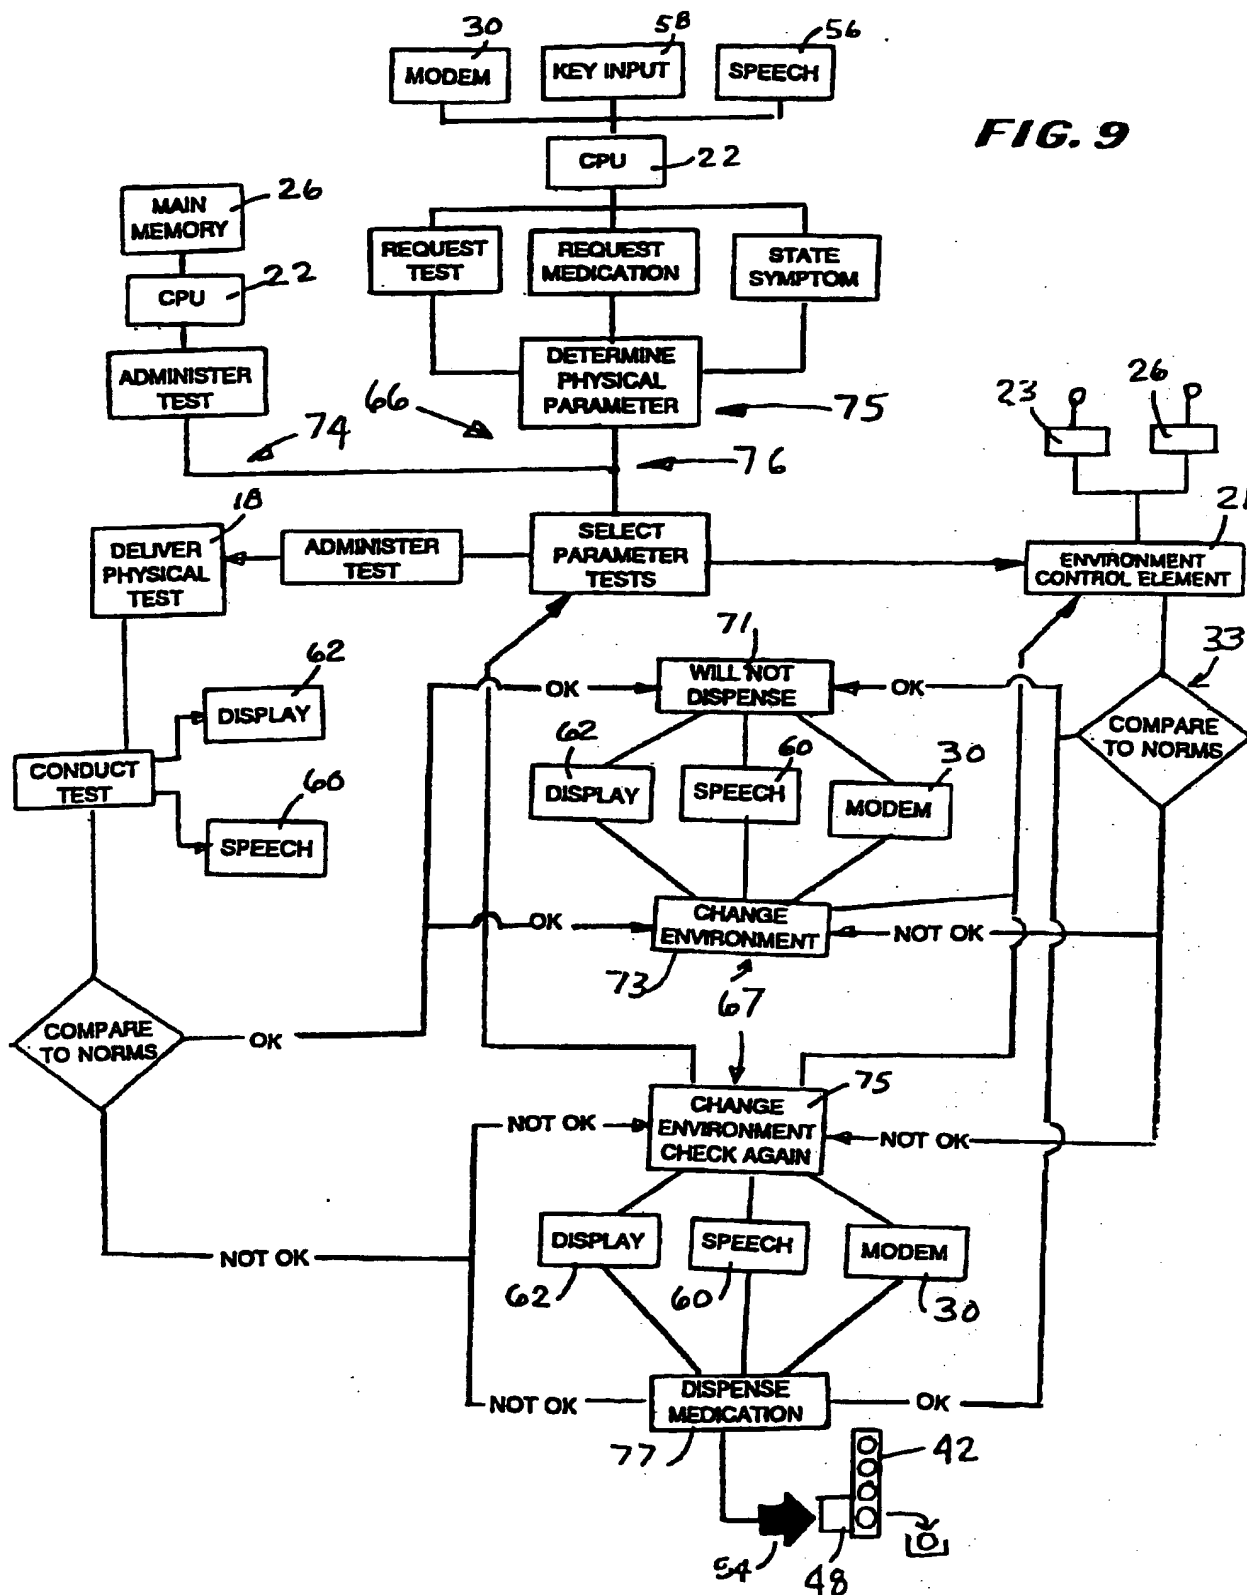 30
58
56
MODEM
KEY INPUT
SPEECH
FIG. 9
CPU
22
MAIN
MEMORY
26
REQUEST
TEST
REQUEST
MEDICATION
STATE
SYMPTOM
CPU
22
ADMINISTER
TEST
DETERMINE
PHYSICAL
PARAMETER
66
75
74
76
23
26
18
DELIVER
PHYSICAL
TEST
ADMINISTER
TEST
SELECT
PARAMETER
TESTS
21
ENVIRONMENT
CONTROL ELEMENT
71
WILL NOT
DISPENSE
OK
OK
33
COMPARE
TO NORMS
62
DISPLAY
CONDUCT
TEST
60
SPEECH
62
DISPLAY
60
SPEECH
30
MODEM
OK
CHANGE
ENVIRONMENT
NOT OK
73
67
COMPARE
TO NORMS
OK
75
NOT OK
CHANGE
ENVIRONMENT
CHECK AGAIN
NOT OK
NOT OK
DISPLAY
SPEECH
MODEM
62
60
30
NOT OK
DISPENSE
MEDICATION
OK
77
42
54
48